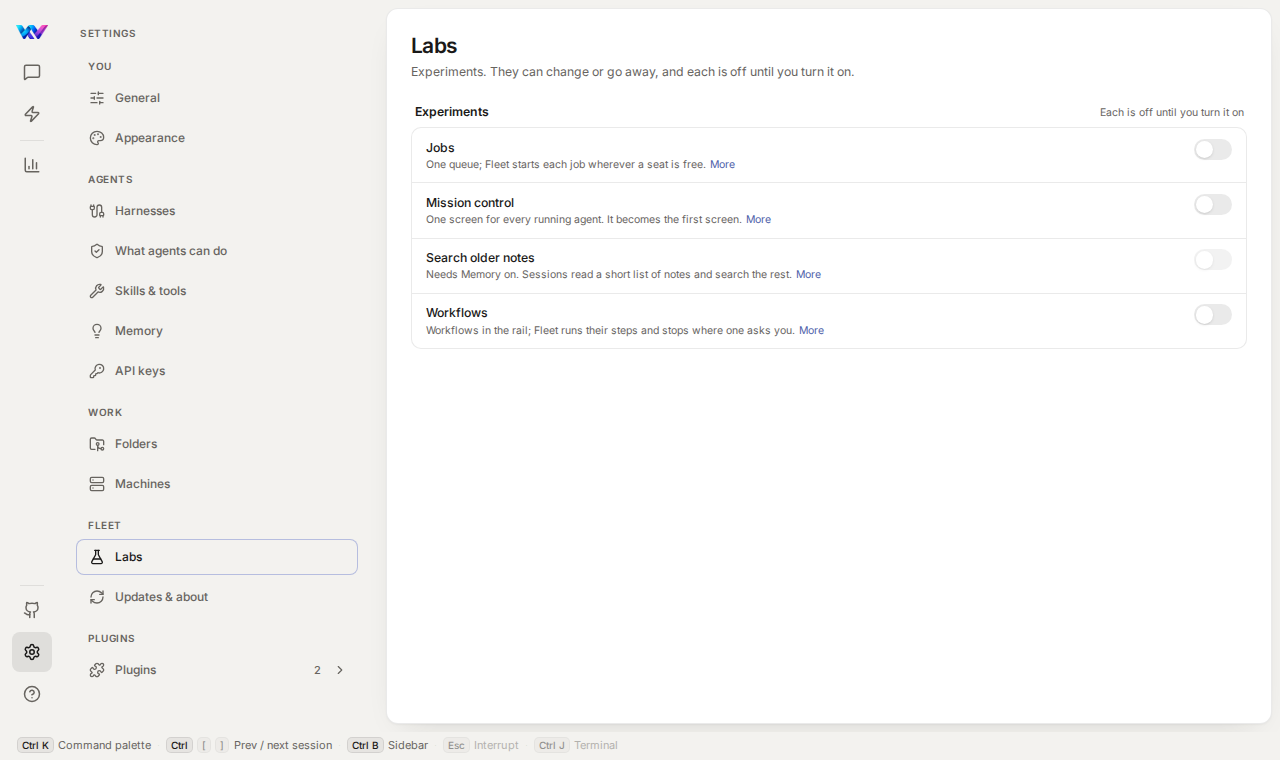 SETTINGS
YOU
General
Appearance
AGENTS
Harnesses
What agents can do
Skills & tools
Memory
API keys
WORK
Folders
Machines
FLEET
Labs
Updates & about
PLUGINS
Plugins 2
Labs
Experiments. They can change or go away, and each is off until you turn it on.
Experiments Each is off until you turn it on
Jobs
One queue; Fleet starts each job wherever a seat is free. More
Mission control
One screen for every running agent. It becomes the first screen. More
Search older notes
Needs Memory on. Sessions read a short list of notes and search the rest. More
Workflows
Workflows in the rail; Fleet runs their steps and stops where one asks you. More
Ctrl K Command palette Ctrl [ ] Prev / next session Ctrl B Sidebar Esc Interrupt Ctrl J Terminal